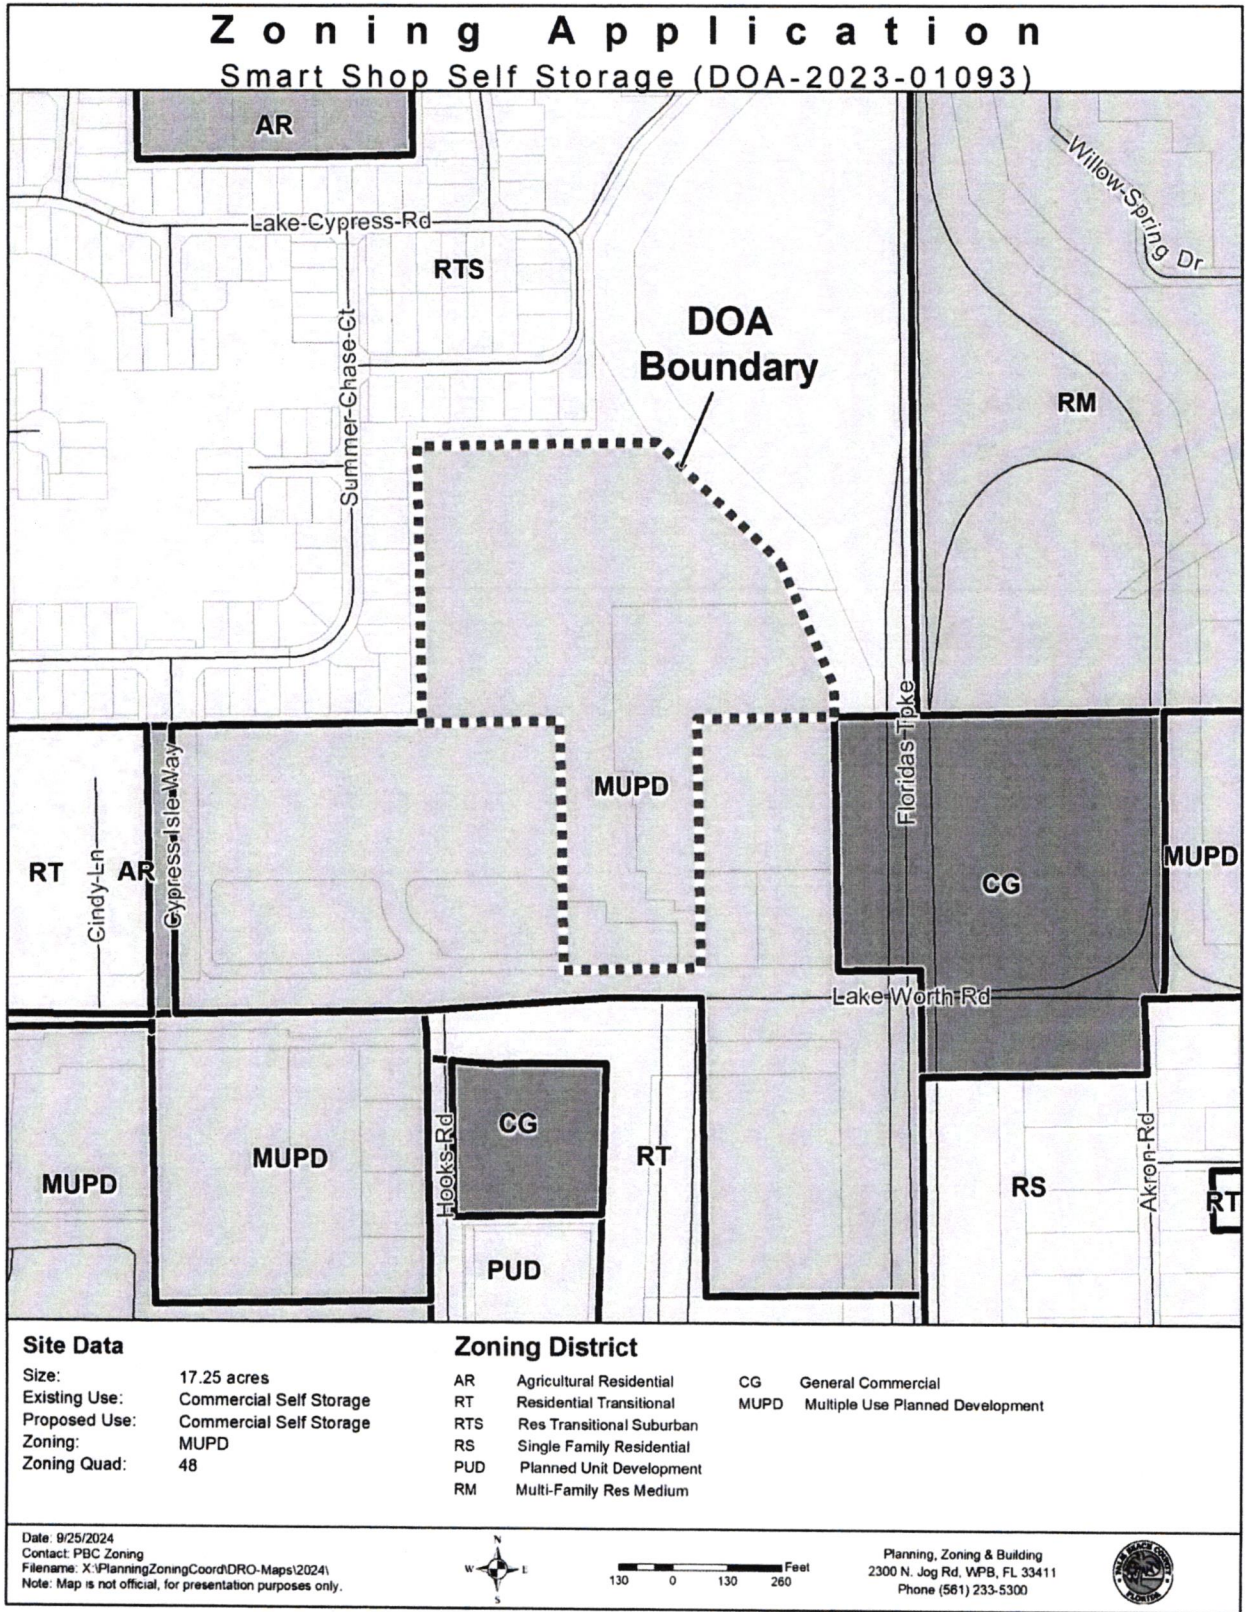 Zoning Application
Smart Shop Self Storage (DOA-2023-01093)
AR
Willow-Spring Dr
Lake-Cypress-Rd
RTS
DOA
Boundary
Summer-Chase-Ct
RM
Floridas Tpke
Cypress-Isle-Way
MUPD
RT
AR
Cindy-Ln
CG
MUPD
Lake-Worth-Rd
CG
Hooks-Rd
RT
Akron-Rd
MUPD
MUPD
RS
RT
PUD
Site Data
Size: 17.25 acres
Existing Use: Commercial Self Storage
Proposed Use: Commercial Self Storage
Zoning: MUPD
Zoning Quad: 48
Zoning District
AR Agricultural Residential
RT Residential Transitional
RTS Res Transitional Suburban
RS Single Family Residential
PUD Planned Unit Development
RM Multi-Family Res Medium
CG General Commercial
MUPD Multiple Use Planned Development
Date: 9/25/2024
Contact: PBC Zoning
Filename: X:\PlanningZoningCoord\DRO-Maps\2024\
Note: Map is not official, for presentation purposes only.
N
W E
S
Feet
130 0 130 260
Planning, Zoning & Building
2300 N. Jog Rd, WPB, FL 33411
Phone (561) 233-5300
PALM BEACH COUNTY
FLORIDA